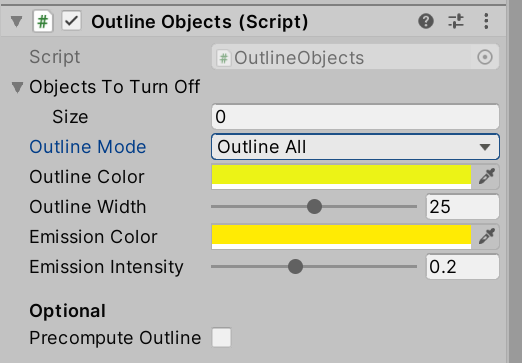 Outline Objects (Script)
Script OutlineObjects
Objects To Turn Off
Size 0
Outline Mode Outline All
Outline Color
Outline Width 25
Emission Color
Emission Intensity 0.2
Optional
Precompute Outline